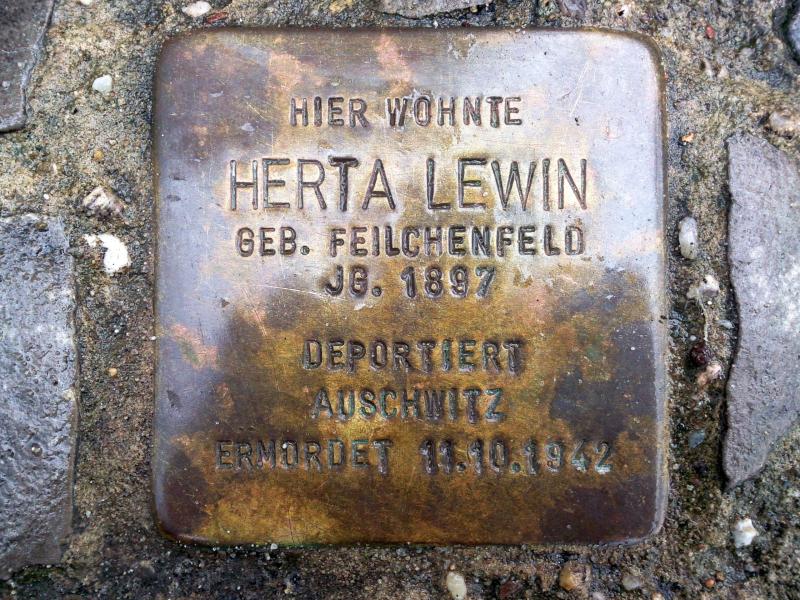 HIER WOHNTE
HERTA LEWIN
GEB. FEILCHENFELD
JG. 1897
DEPORTIERT
AUSCHWITZ
ERMORDET 11.10.1942